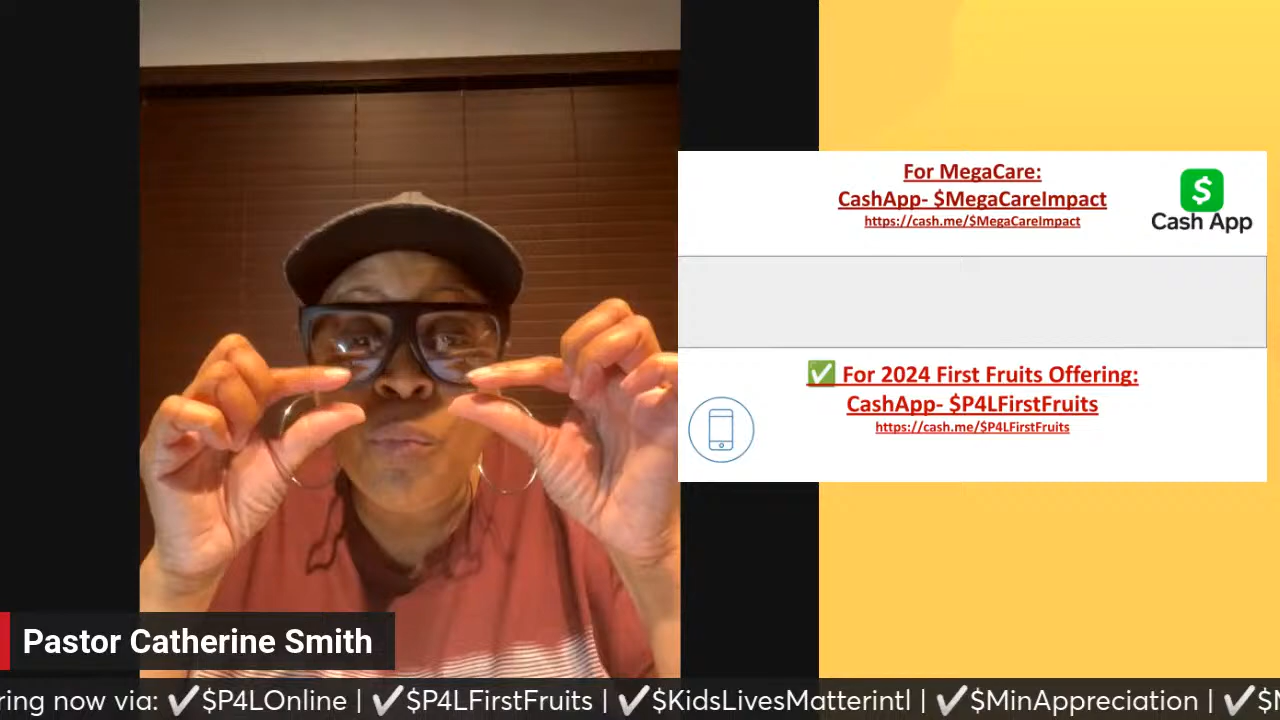 For MegaCare:
CashApp- $MegaCareImpact
https://cash.me/$MegaCareImpact
$
Cash App
✅ For 2024 First Fruits Offering:
CashApp- $P4LFirstFruits
https://cash.me/$P4LFirstFruits
Pastor Catherine Smith
ring now via: ✔$P4LOnline | ✔$P4LFirstFruits | ✔$KidsLivesMatterintl | ✔$MinAppreciation | ✔